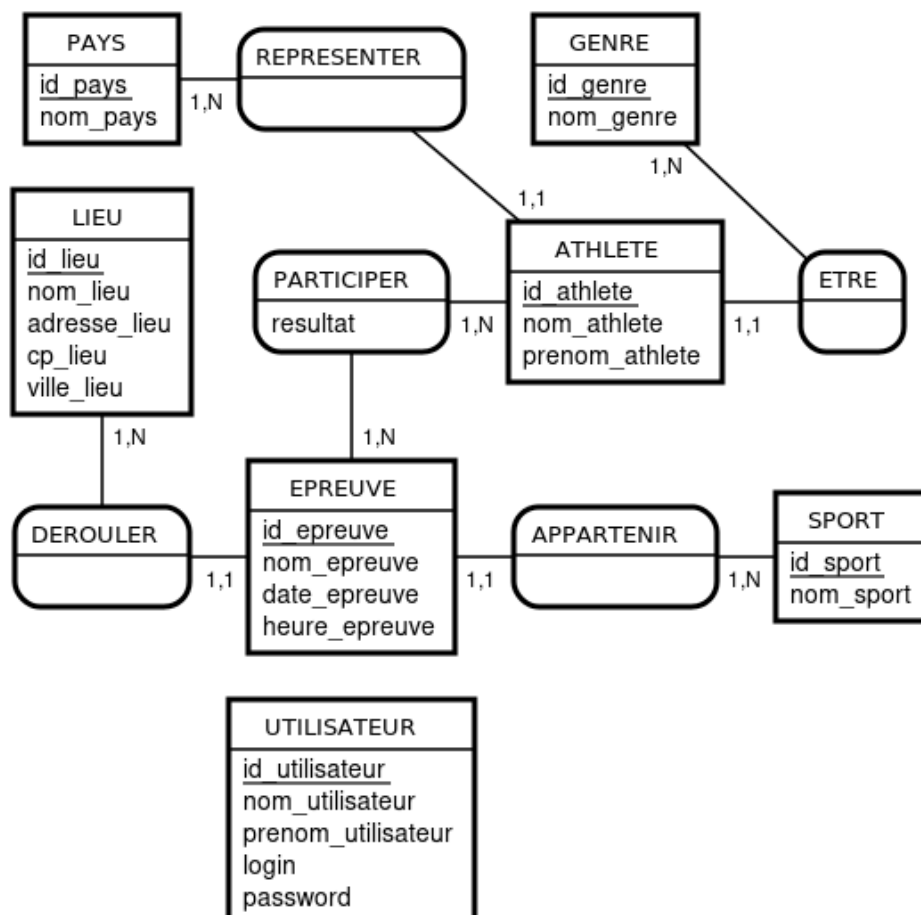 PAYS
id_pays
nom_pays
1,N
REPRESENTER
GENRE
id_genre
nom_genre
1,N
1,1
LIEU
id_lieu
nom_lieu
adresse_lieu
cp_lieu
ville_lieu
1,N
PARTICIPER
resultat
1,N
1,N
ATHLETE
id_athlete
nom_athlete
prenom_athlete
1,1
ETRE
DEROULER
1,1
EPREUVE
id_epreuve
nom_epreuve
date_epreuve
heure_epreuve
1,1
APPARTENIR
1,N
SPORT
id_sport
nom_sport
UTILISATEUR
id_utilisateur
nom_utilisateur
prenom_utilisateur
login
password